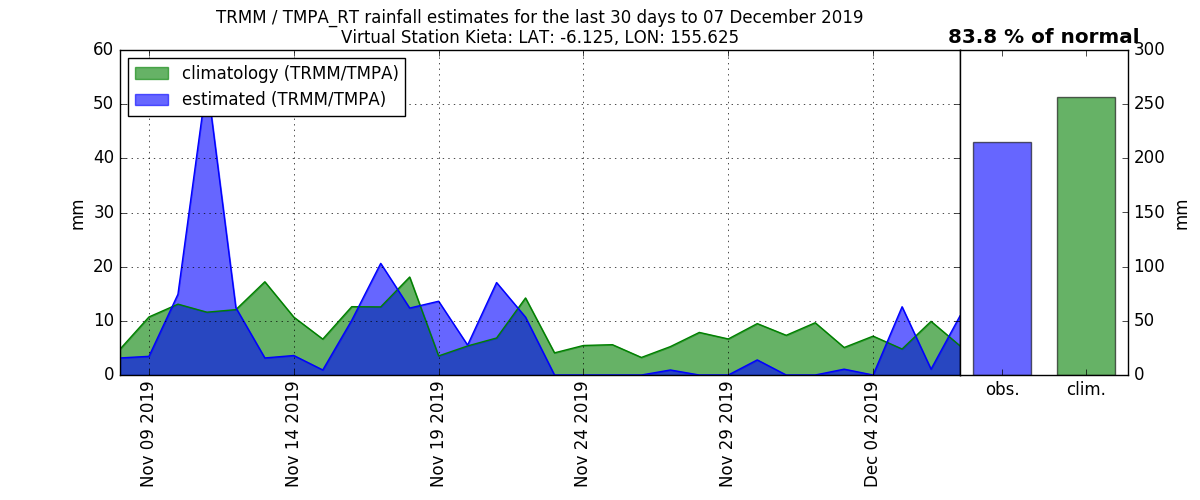 TRMM / TMPA_RT rainfall estimates for the last 30 days to 07 December 2019
Virtual Station Kieta: LAT: -6.125, LON: 155.625
83.8 % of normal
climatology (TRMM/TMPA)
estimated (TRMM/TMPA)
60
50
40
30
20
10
0
mm
Nov 09 2019
Nov 14 2019
Nov 19 2019
Nov 24 2019
Nov 29 2019
Dec 04 2019
300
250
200
150
100
50
0
mm
obs.
clim.